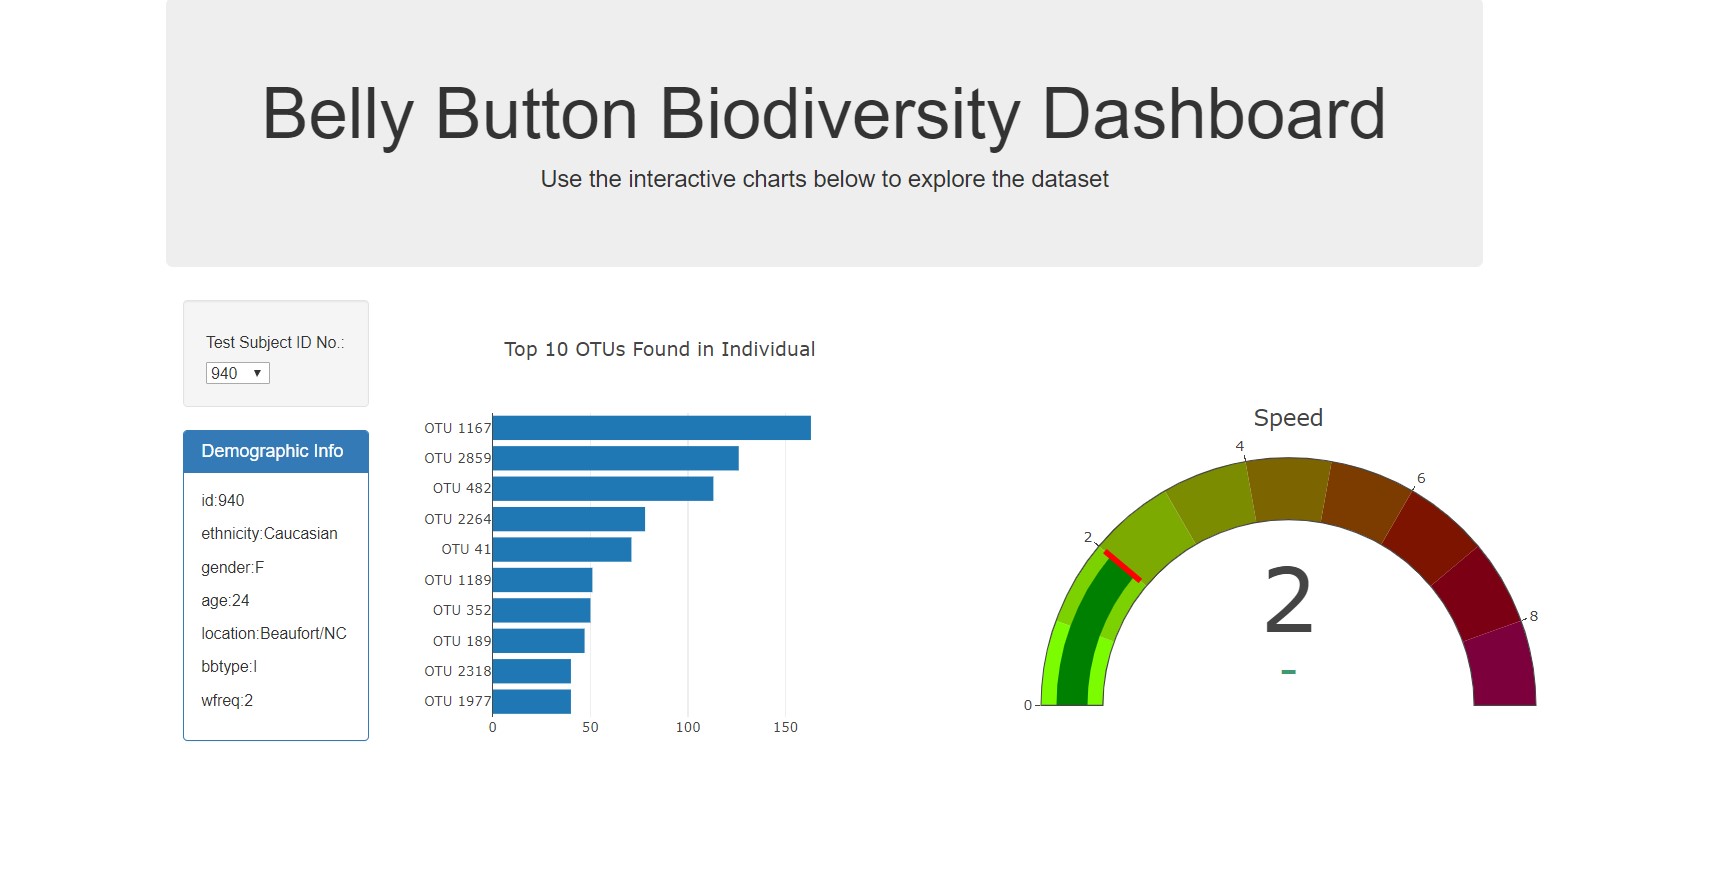 Belly Button Biodiversity Dashboard
Use the interactive charts below to explore the dataset
Test Subject ID No.:
940
Demographic Info
id:940
ethnicity:Caucasian
gender:F
age:24
location:Beaufort/NC
bbtype:I
wfreq:2
Top 10 OTUs Found in Individual
OTU 1167
OTU 2859
OTU 482
OTU 2264
OTU 41
OTU 1189
OTU 352
OTU 189
OTU 2318
OTU 1977
0 50 100 150
Speed
0
2
4
6
8
2
-